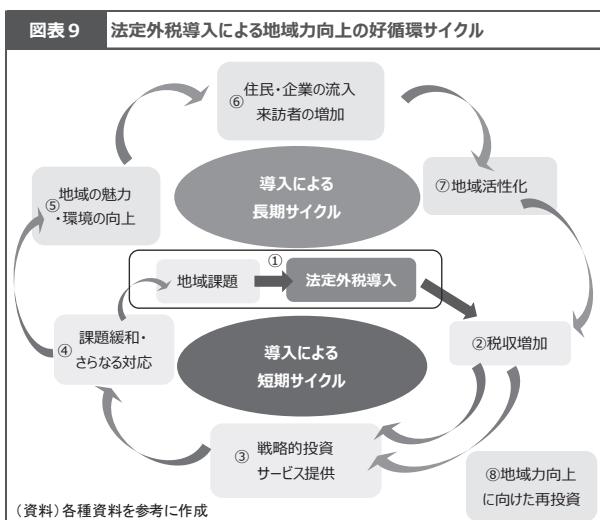 図表9 法定外税導入による地域力向上の好循環サイクル
⑥ 住民・企業の流入
来訪者の増加
⑤ 地域の魅力
・環境の向上
導入による
長期サイクル
⑦地域活性化
①
地域課題
法定外税導入
④ 課題緩和・
さらなる対応
導入による
短期サイクル
②税収増加
③ 戦略的投資
サービス提供
⑧地域力向上
に向けた再投資
(資料)各種資料を参考に作成